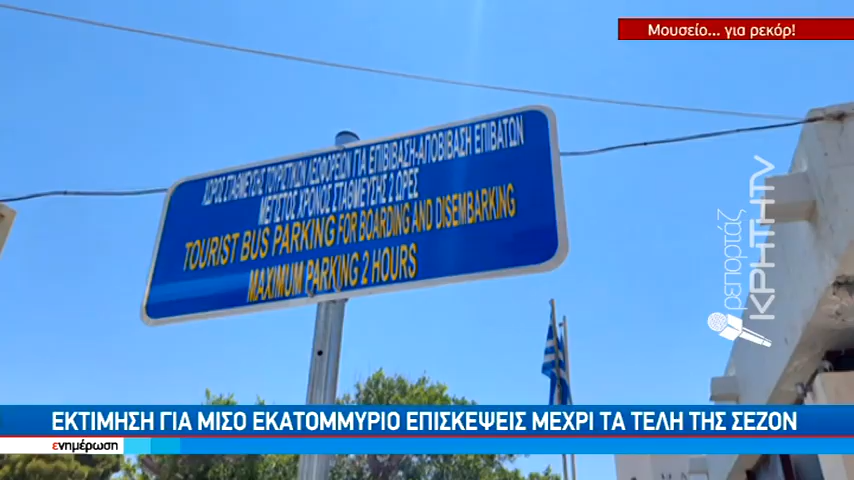 Μουσείο... για ρεκόρ!
ΧΩΡΟΣ ΣΤΑΘΜΕΥΣΗΣ ΤΟΥΡΙΣΤΙΚΩΝ ΛΕΩΦΟΡΕΙΩΝ ΓΙΑ ΕΠΙΒΙΒΑΣΗ-ΑΠΟΒΙΒΑΣΗ ΕΠΙΒΑΤΩΝ
ΜΕΓΙΣΤΟΣ ΧΡΟΝΟΣ ΣΤΑΘΜΕΥΣΗΣ 2 ΩΡΕΣ
TOURIST BUS PARKING FOR BOARDING AND DISEMBARKING
MAXIMUM PARKING 2 HOURS
ρεπορτάζ
ΚΡΗΤΗTV
ΕΚΤΙΜΗΣΗ ΓΙΑ ΜΙΣΟ ΕΚΑΤΟΜΜΥΡΙΟ ΕΠΙΣΚΕΨΕΙΣ ΜΕΧΡΙ ΤΑ ΤΕΛΗ ΤΗΣ ΣΕΖΟΝ
ενημέρωση